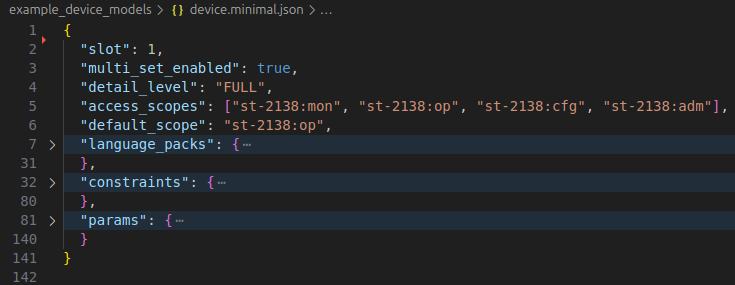 example_device_models > {} device.minimal.json > ...
1 {
2 "slot": 1,
3 "multi_set_enabled": true,
4 "detail_level": "FULL",
5 "access_scopes": ["st-2138:mon", "st-2138:op", "st-2138:cfg", "st-2138:adm"],
6 "default_scope": "st-2138:op",
7 > "language_packs": { ⋯
31 },
32 > "constraints": { ⋯
80 },
81 > "params": { ⋯
140 }
141 }
142